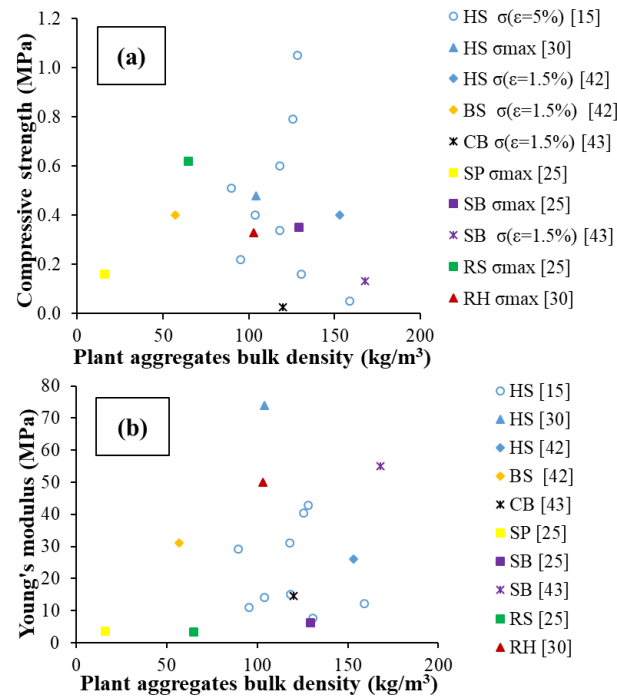 (a)
Compressive strength (MPa)
1.2
1.0
0.8
0.6
0.4
0.2
0.0
0 50 100 150 200
Plant aggregates bulk density (kg/m³)
HS σ(ε=5%) [15]
HS σmax [30]
HS σ(ε=1.5%) [42]
BS σ(ε=1.5%) [42]
CB σ(ε=1.5%) [43]
SP σmax [25]
SB σmax [25]
SB σ(ε=1.5%) [43]
RS σmax [25]
RH σmax [30]
(b)
Young's modulus (MPa)
80
70
60
50
40
30
20
10
0
0 50 100 150 200
Plant aggregates bulk density (kg/m³)
HS [15]
HS [30]
HS [42]
BS [42]
CB [43]
SP [25]
SB [25]
SB [43]
RS [25]
RH [30]